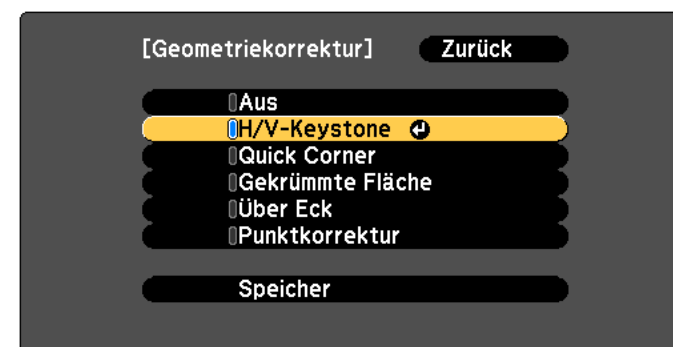 [Geometriekorrektur] Zurück
Aus
H/V-Keystone
Quick Corner
Gekrümmte Fläche
Über Eck
Punktkorrektur
Speicher